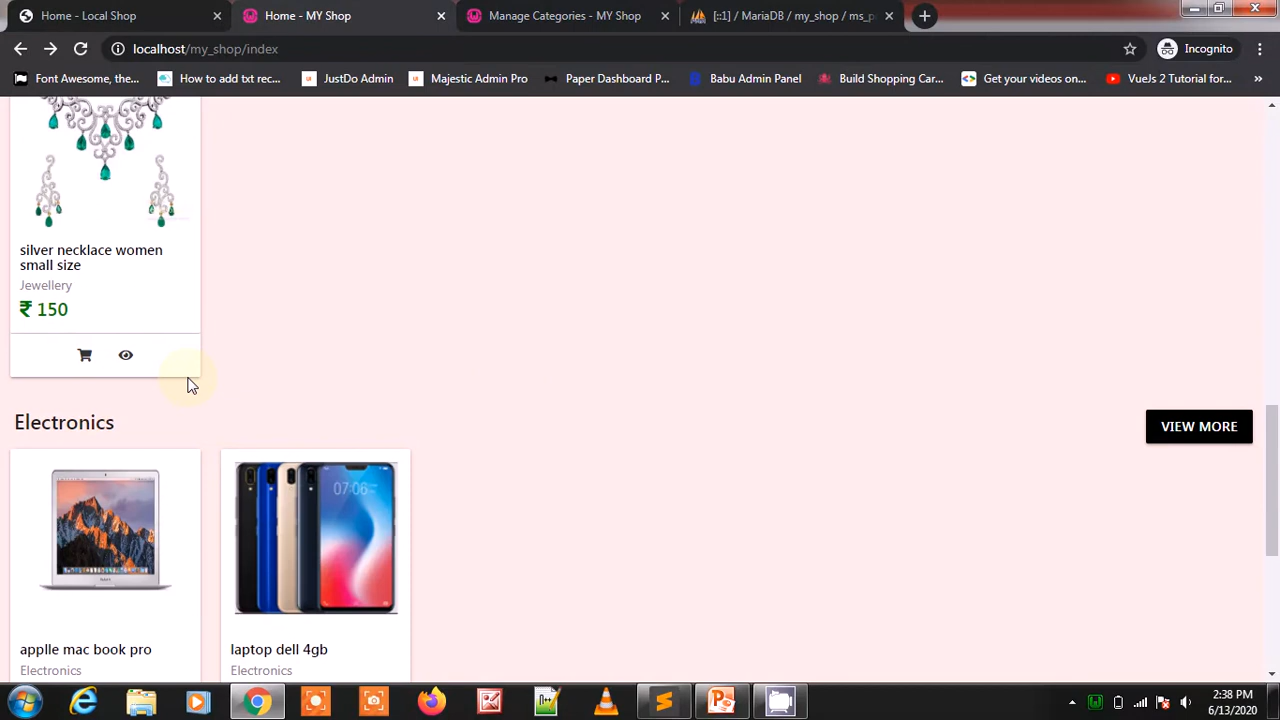 Home - Local Shop
Home - MY Shop
Manage Categories - MY Shop
[::1] / MariaDB / my_shop / ms_p
localhost/my_shop/index
Incognito
Font Awesome, the...
How to add txt rec...
JustDo Admin
Majestic Admin Pro
Paper Dashboard P...
Babu Admin Panel
Build Shopping Car...
Get your videos on...
VueJs 2 Tutorial for...
silver necklace women
small size
Jewellery
₹ 150
Electronics
VIEW MORE
07:06
applle mac book pro
laptop dell 4gb
Electronics
Electronics
2:38 PM
6/13/2020